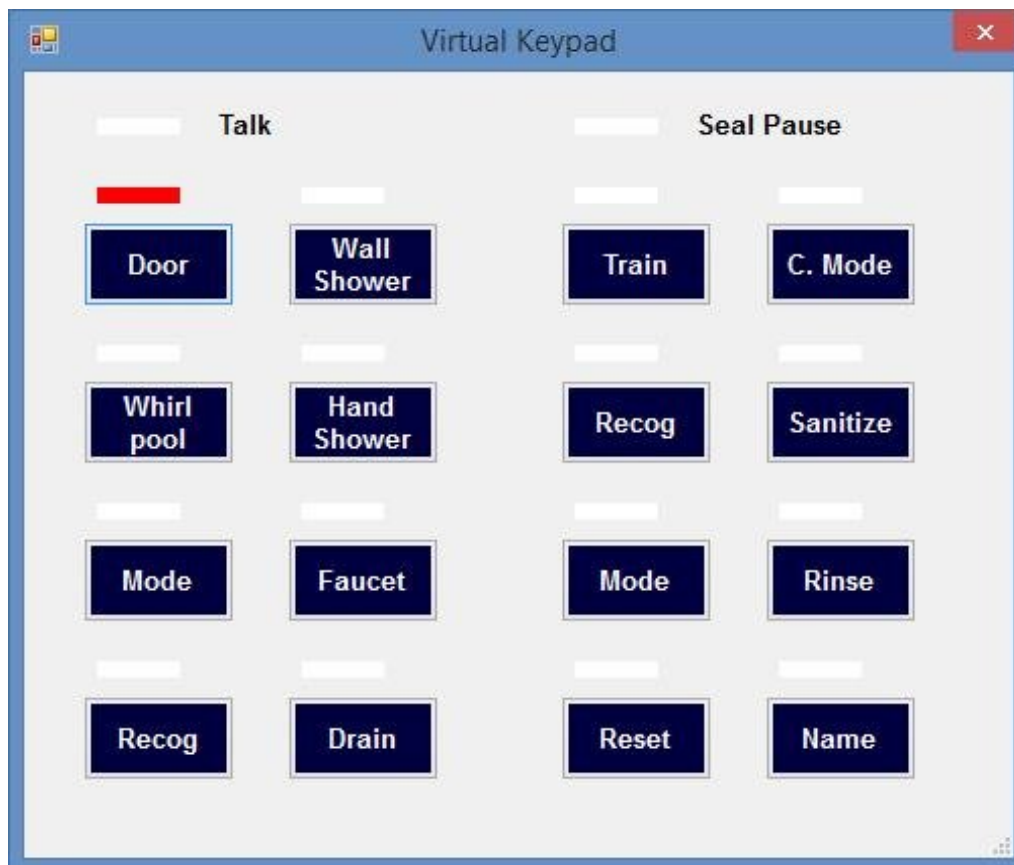 Virtual Keypad
Talk
Seal Pause
Door
Wall
Shower
Train
C. Mode
Whirl
pool
Hand
Shower
Recog
Sanitize
Mode
Faucet
Mode
Rinse
Recog
Drain
Reset
Name